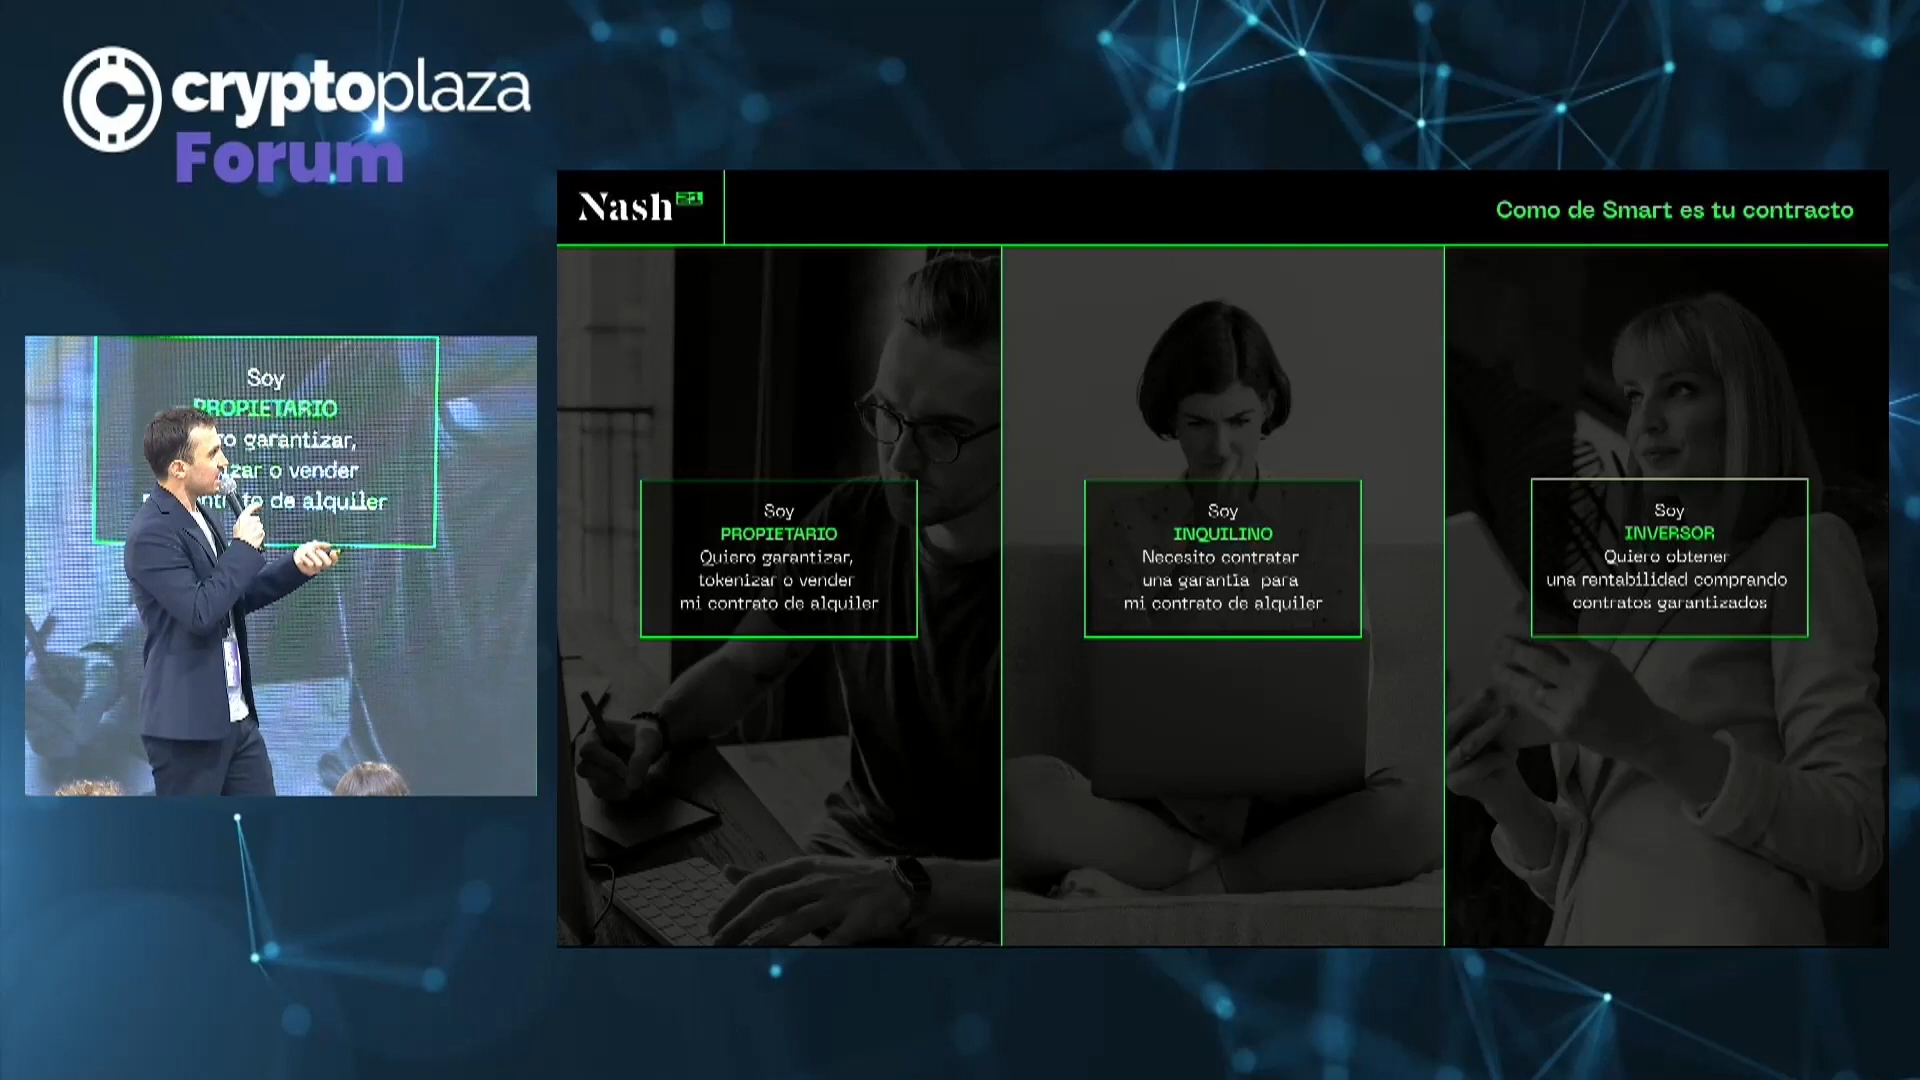 cryptoplaza
Forum
Nash21
Como de Smart es tu contracto
Soy
PROPIETARIO
Quiero garantizar,
tokenizar o vender
mi contrato de alquiler
Soy
INQUILINO
Necesito contratar
una garantía para
mi contrato de alquiler
Soy
INVERSOR
Quiero obtener
una rentabilidad comprando
contratos garantizados
Soy
PROPIETARIO
garantizar,
o vender
de alquiler